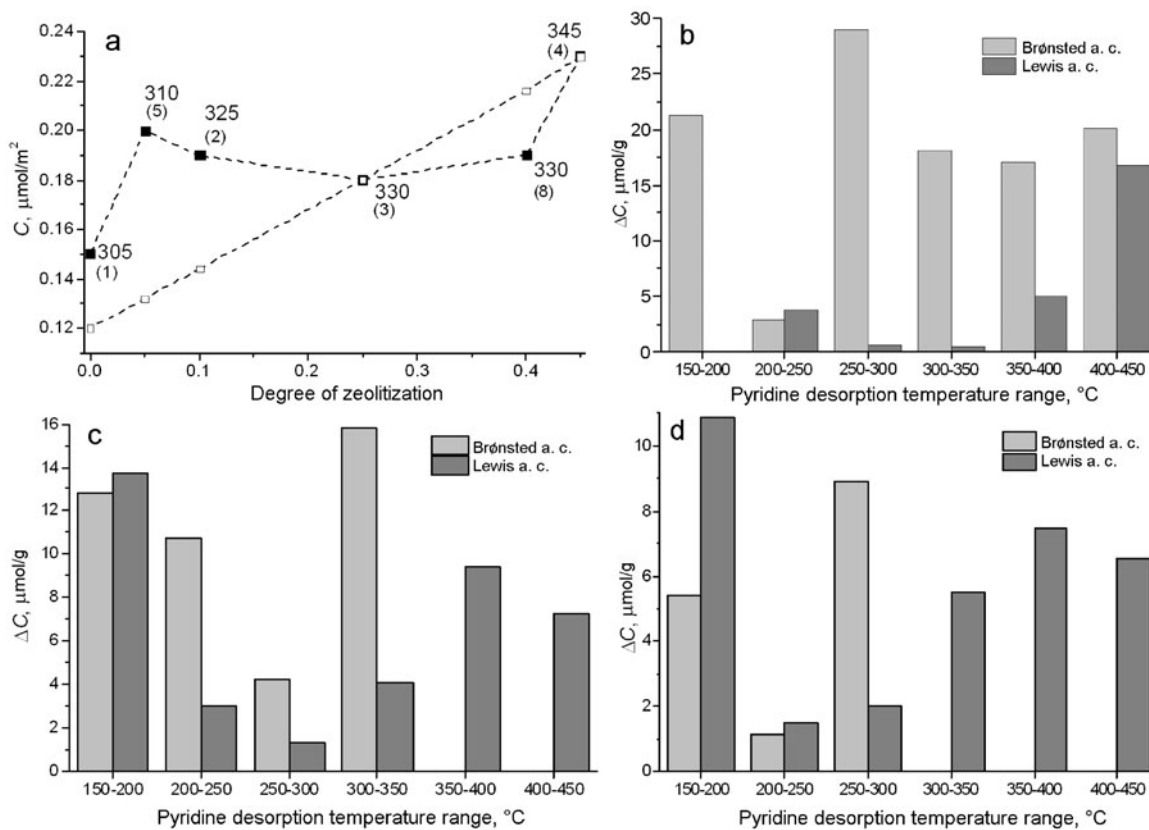 a
0.24
0.22
0.20
0.18
0.16
0.14
0.12
C, μmol/m²
345
(4)
310
(5)
325
(2)
330
(3)
330
(8)
305
(1)
0.0 0.1 0.2 0.3 0.4
Degree of zeolitization
b
Brønsted a. c.
Lewis a. c.
30
25
20
15
10
5
0
ΔC, μmol/g
150-200 200-250 250-300 300-350 350-400 400-450
Pyridine desorption temperature range, °C
c
Brønsted a. c.
Lewis a. c.
16
14
12
10
8
6
4
2
0
ΔC, μmol/g
150-200 200-250 250-300 300-350 350-400 400-450
Pyridine desorption temperature range, °C
d
Brønsted a. c.
Lewis a. c.
10
8
6
4
2
0
ΔC, μmol/g
150-200 200-250 250-300 300-350 350-400 400-450
Pyridine desorption temperature range, °C